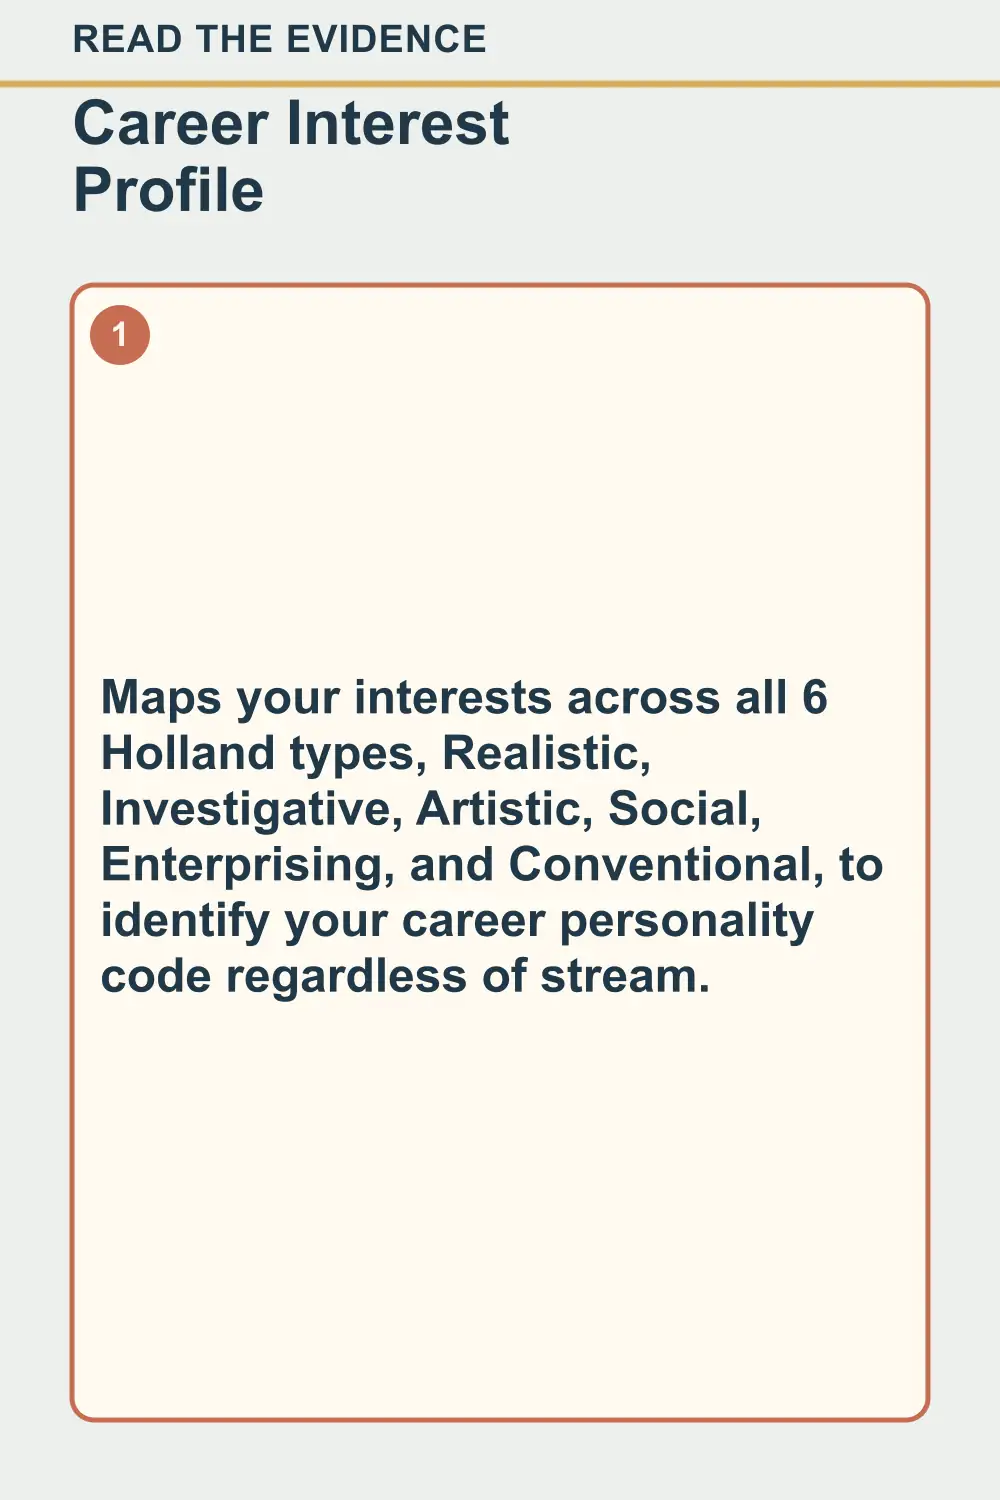 READ THE EVIDENCE
Career Interest
Profile
1
Maps your interests across all 6
Holland types, Realistic,
Investigative, Artistic, Social,
Enterprising, and Conventional, to
identify your career personality
code regardless of stream.